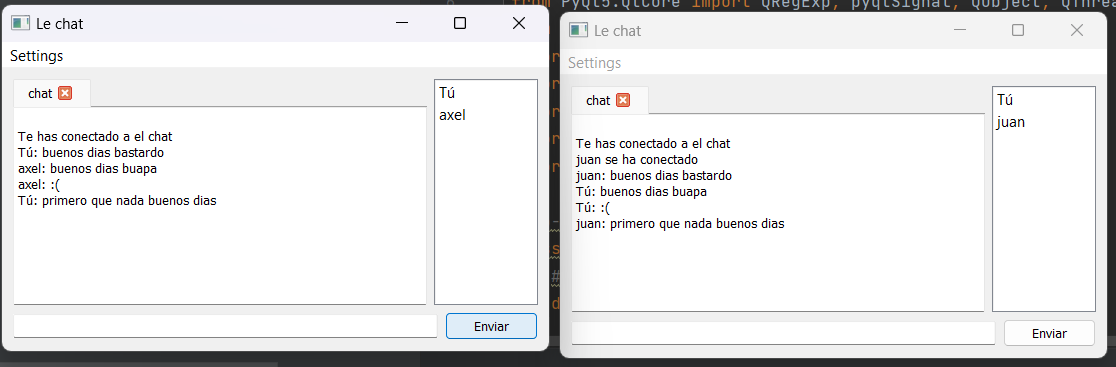 from PyQt5.QtCore import QRegExp, pyqtSignal, QObject, QThrea
Le chat
Settings
chat
Te has conectado a el chat
Tú: buenos dias bastardo
axel: buenos dias buapa
axel: :(
Tú: primero que nada buenos dias
Tú
axel
Enviar
Le chat
Settings
chat
Te has conectado a el chat
juan se ha conectado
juan: buenos dias bastardo
Tú: buenos dias buapa
Tú: :(
juan: primero que nada buenos dias
Tú
juan
Enviar